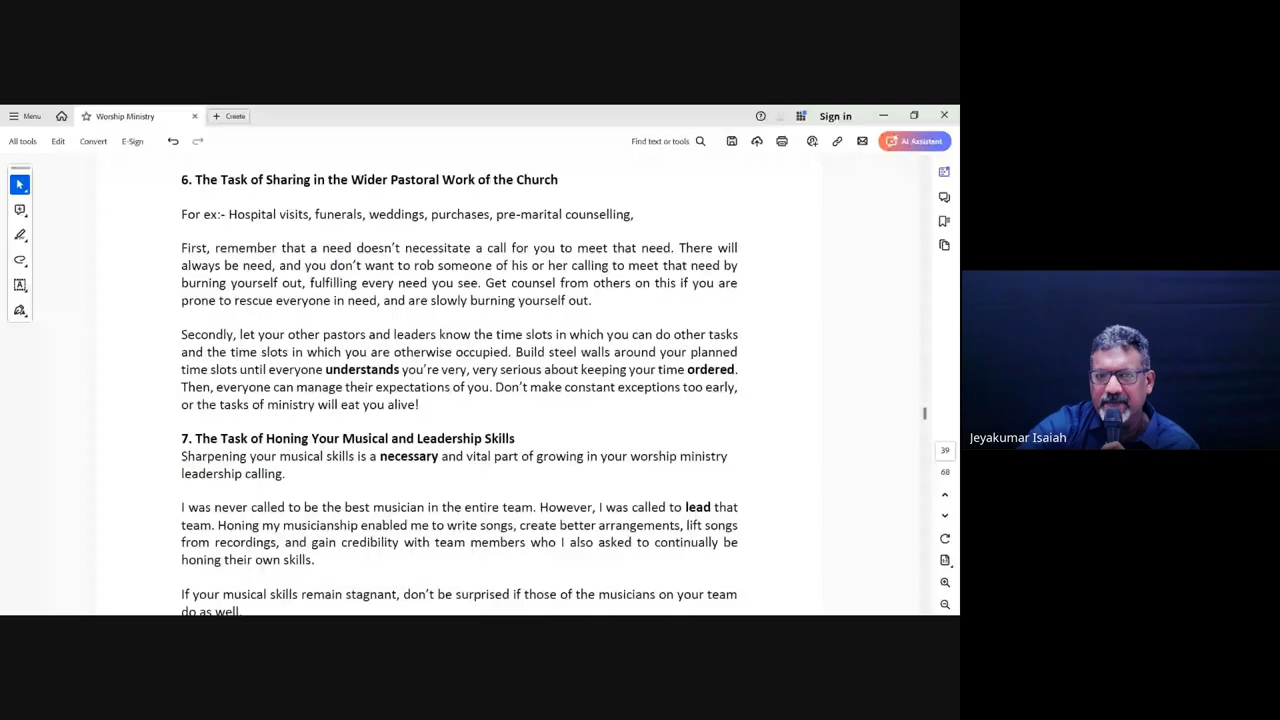 Menu
Worship Ministry
Create
Sign in
All tools
Edit
Convert
E-Sign
Find text or tools
AI Assistant
6. The Task of Sharing in the Wider Pastoral Work of the Church
For ex:- Hospital visits, funerals, weddings, purchases, pre-marital counselling,
First, remember that a need doesn't necessitate a call for you to meet that need. There will
always be need, and you don't want to rob someone of his or her calling to meet that need by
burning yourself out, fulfilling every need you see. Get counsel from others on this if you are
prone to rescue everyone in need, and are slowly burning yourself out.
Secondly, let your other pastors and leaders know the time slots in which you can do other tasks
and the time slots in which you are otherwise occupied. Build steel walls around your planned
time slots until everyone understands you're very, very serious about keeping your time ordered.
Then, everyone can manage their expectations of you. Don't make constant exceptions too early,
or the tasks of ministry will eat you alive!
7. The Task of Honing Your Musical and Leadership Skills
Sharpening your musical skills is a necessary and vital part of growing in your worship ministry
leadership calling.
I was never called to be the best musician in the entire team. However, I was called to lead that
team. Honing my musicianship enabled me to write songs, create better arrangements, lift songs
from recordings, and gain credibility with team members who I also asked to continually be
honing their own skills.
If your musical skills remain stagnant, don't be surprised if those of the musicians on your team
do as well.
39
68
Jeyakumar Isaiah